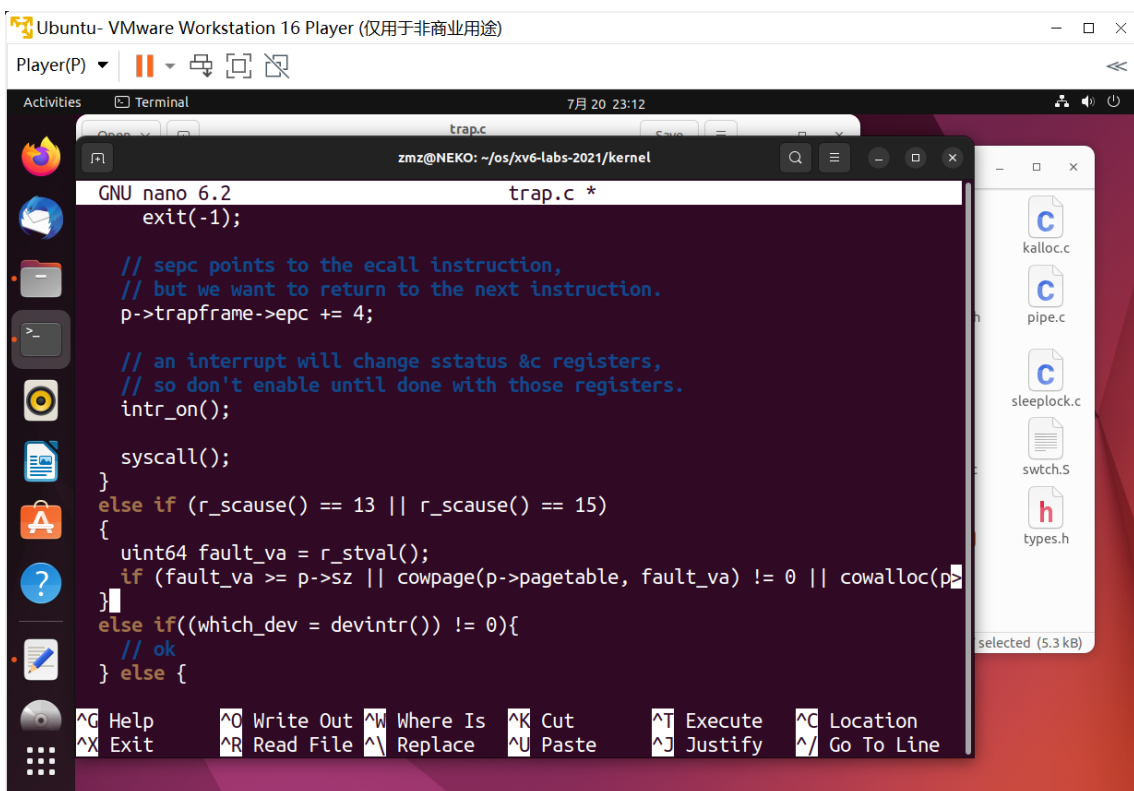 Ubuntu- VMware Workstation 16 Player (仅用于非商业用途)
Player(P)
Activities
Terminal
7月 20 23:12
Open
trap.c
Save
zmz@NEKO: ~/os/xv6-labs-2021/kernel
GNU nano 6.2 trap.c *
exit(-1);
// sepc points to the ecall instruction,
// but we want to return to the next instruction.
p->trapframe->epc += 4;
// an interrupt will change sstatus &c registers,
// so don't enable until done with those registers.
intr_on();
syscall();
}
else if (r_scause() == 13 || r_scause() == 15)
{
uint64 fault_va = r_stval();
if (fault_va >= p->sz || cowpage(p->pagetable, fault_va) != 0 || cowalloc(p>
}
else if((which_dev = devintr()) != 0){
// ok
} else {
^G Help ^O Write Out ^W Where Is ^K Cut ^T Execute ^C Location
^X Exit ^R Read File ^\ Replace ^U Paste ^J Justify ^/ Go To Line
kalloc.c
h
pipe.c
sleeplock.c
swtch.S
types.h
selected (5.3 kB)